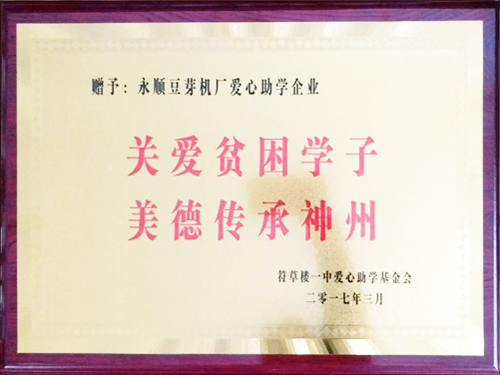 赠予：永顺豆芽机厂爱心助学企业
关爱贫困学子
美德传承神州
符草楼一中爱心助学基金会
二零一七年三月